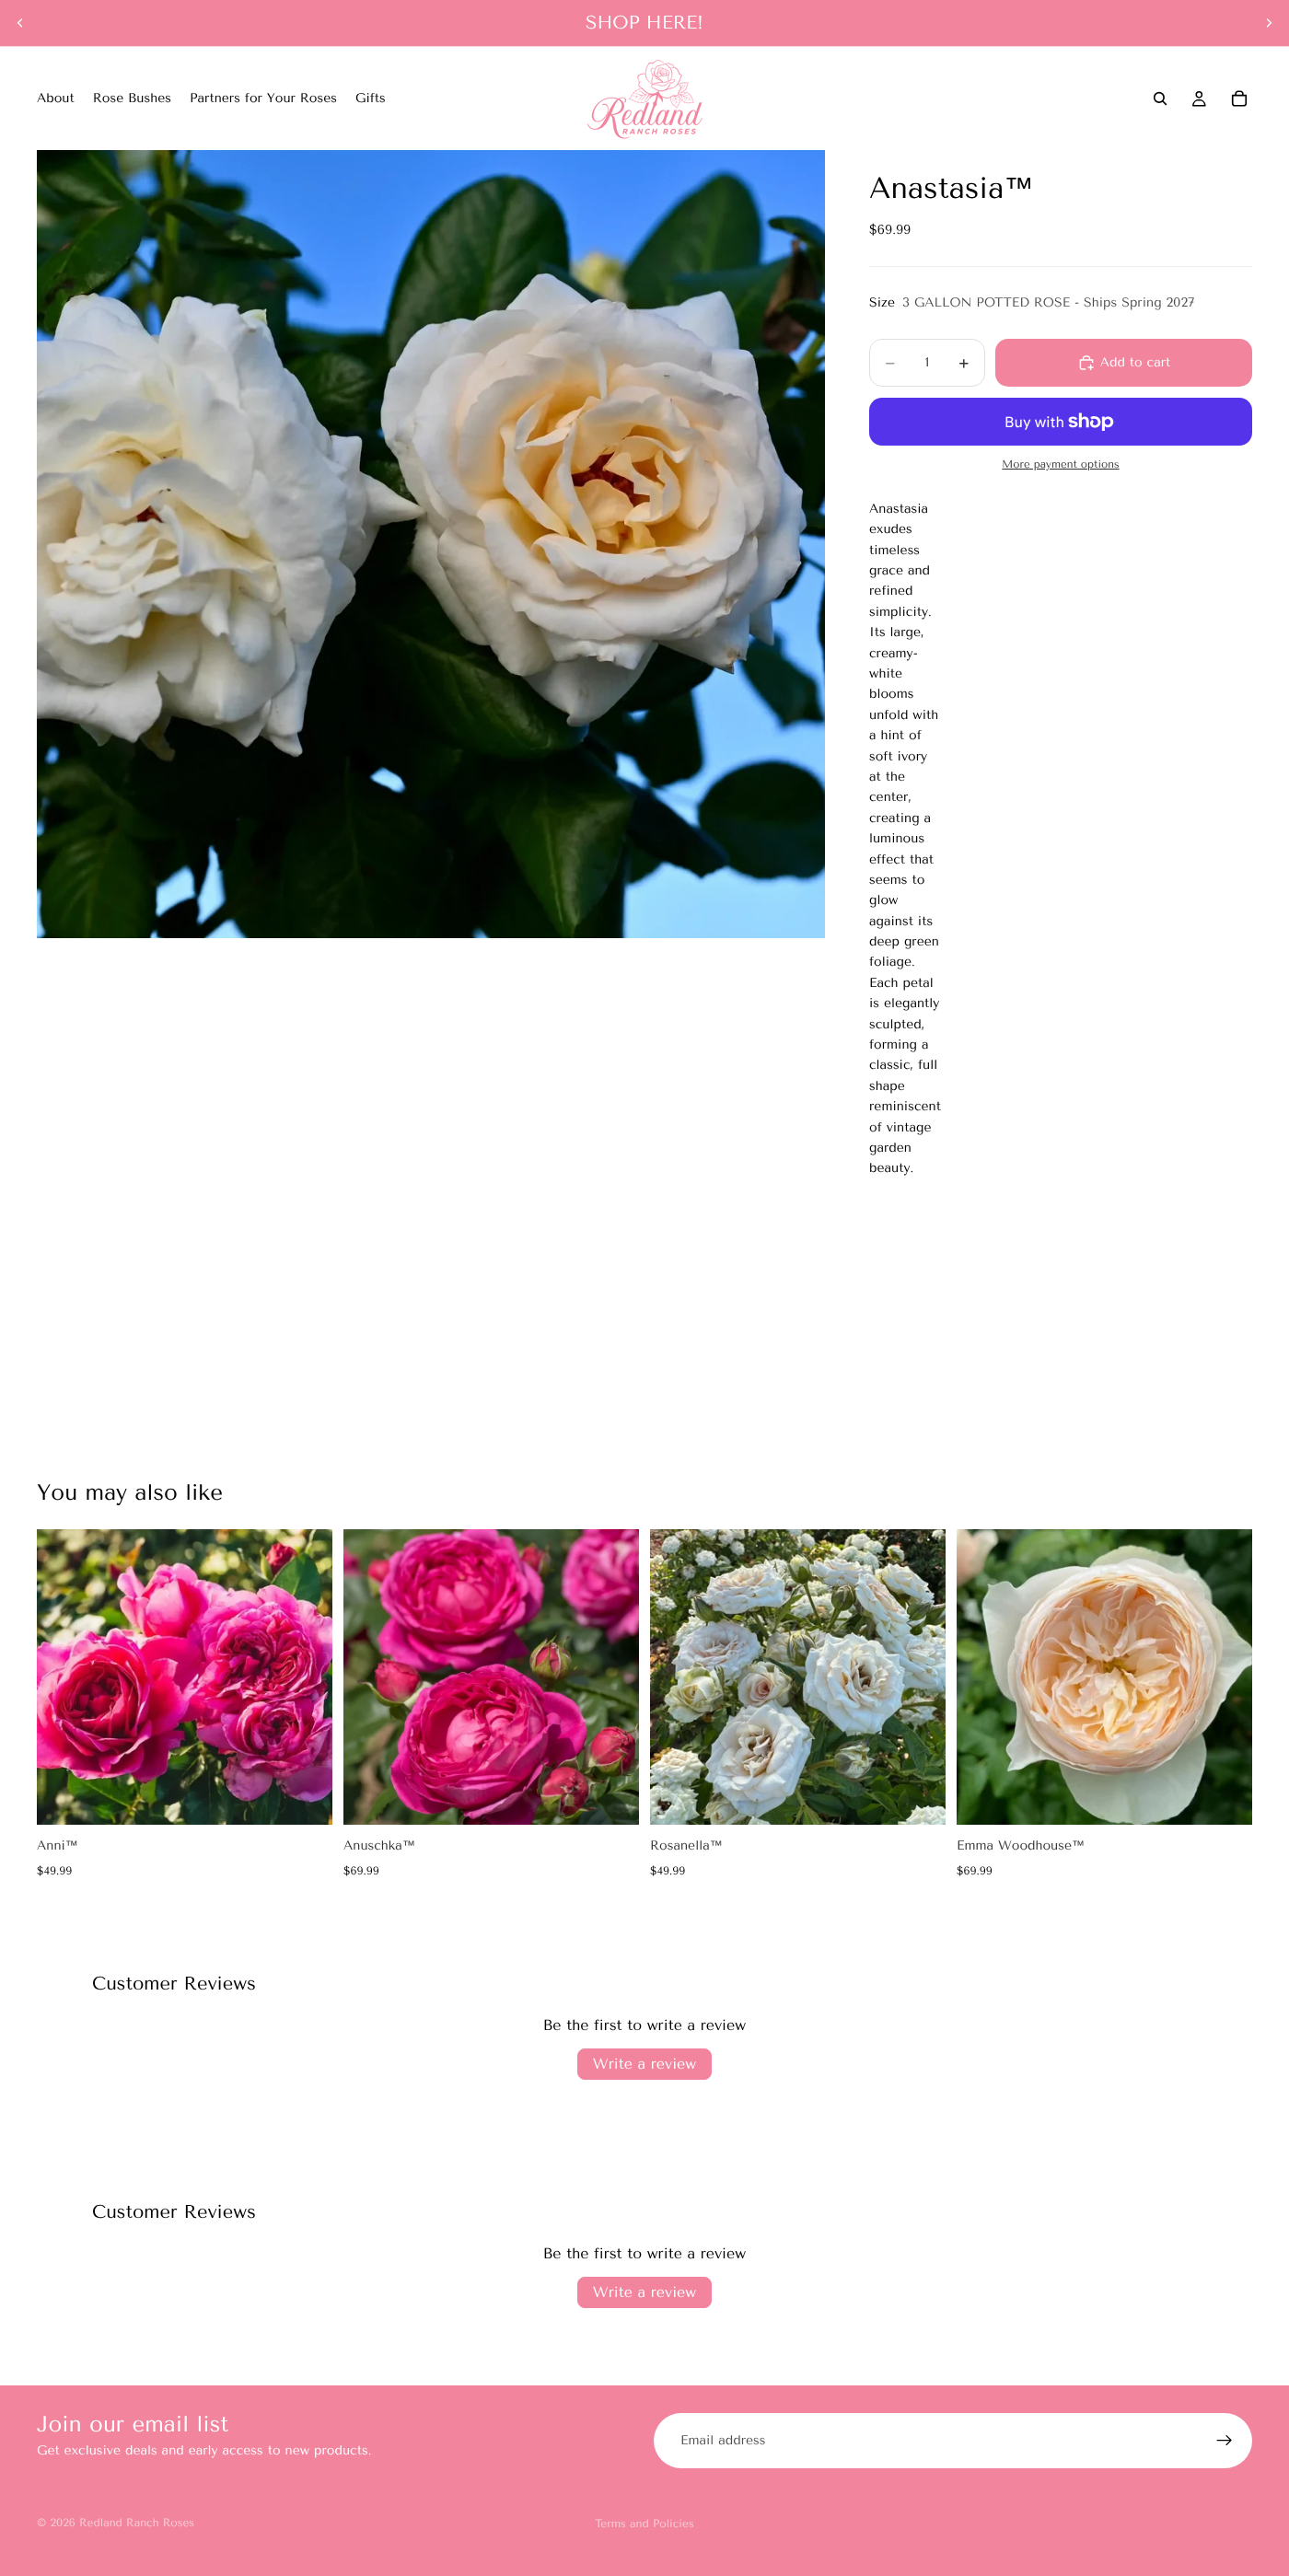 SHOP HERE!
About Rose Bushes Partners for Your Roses Gifts
Redland
RANCH ROSES
Anastasia™
$69.99
Size 3 GALLON POTTED ROSE - Ships Spring 2027
1
Add to cart
Buy with shop
More payment options
Anastasia
exudes
timeless
grace and
refined
simplicity.
Its large,
creamy-
white
blooms
unfold with
a hint of
soft ivory
at the
center,
creating a
luminous
effect that
seems to
glow
against its
deep green
foliage.
Each petal
is elegantly
sculpted,
forming a
classic, full
shape
reminiscent
of vintage
garden
beauty.
You may also like
Anni™
$49.99
Anuschka™
$69.99
Rosanella™
$49.99
Emma Woodhouse™
$69.99
Customer Reviews
Be the first to write a review
Write a review
Customer Reviews
Be the first to write a review
Write a review
Join our email list
Get exclusive deals and early access to new products.
Email address
© 2026 Redland Ranch Roses
Terms and Policies